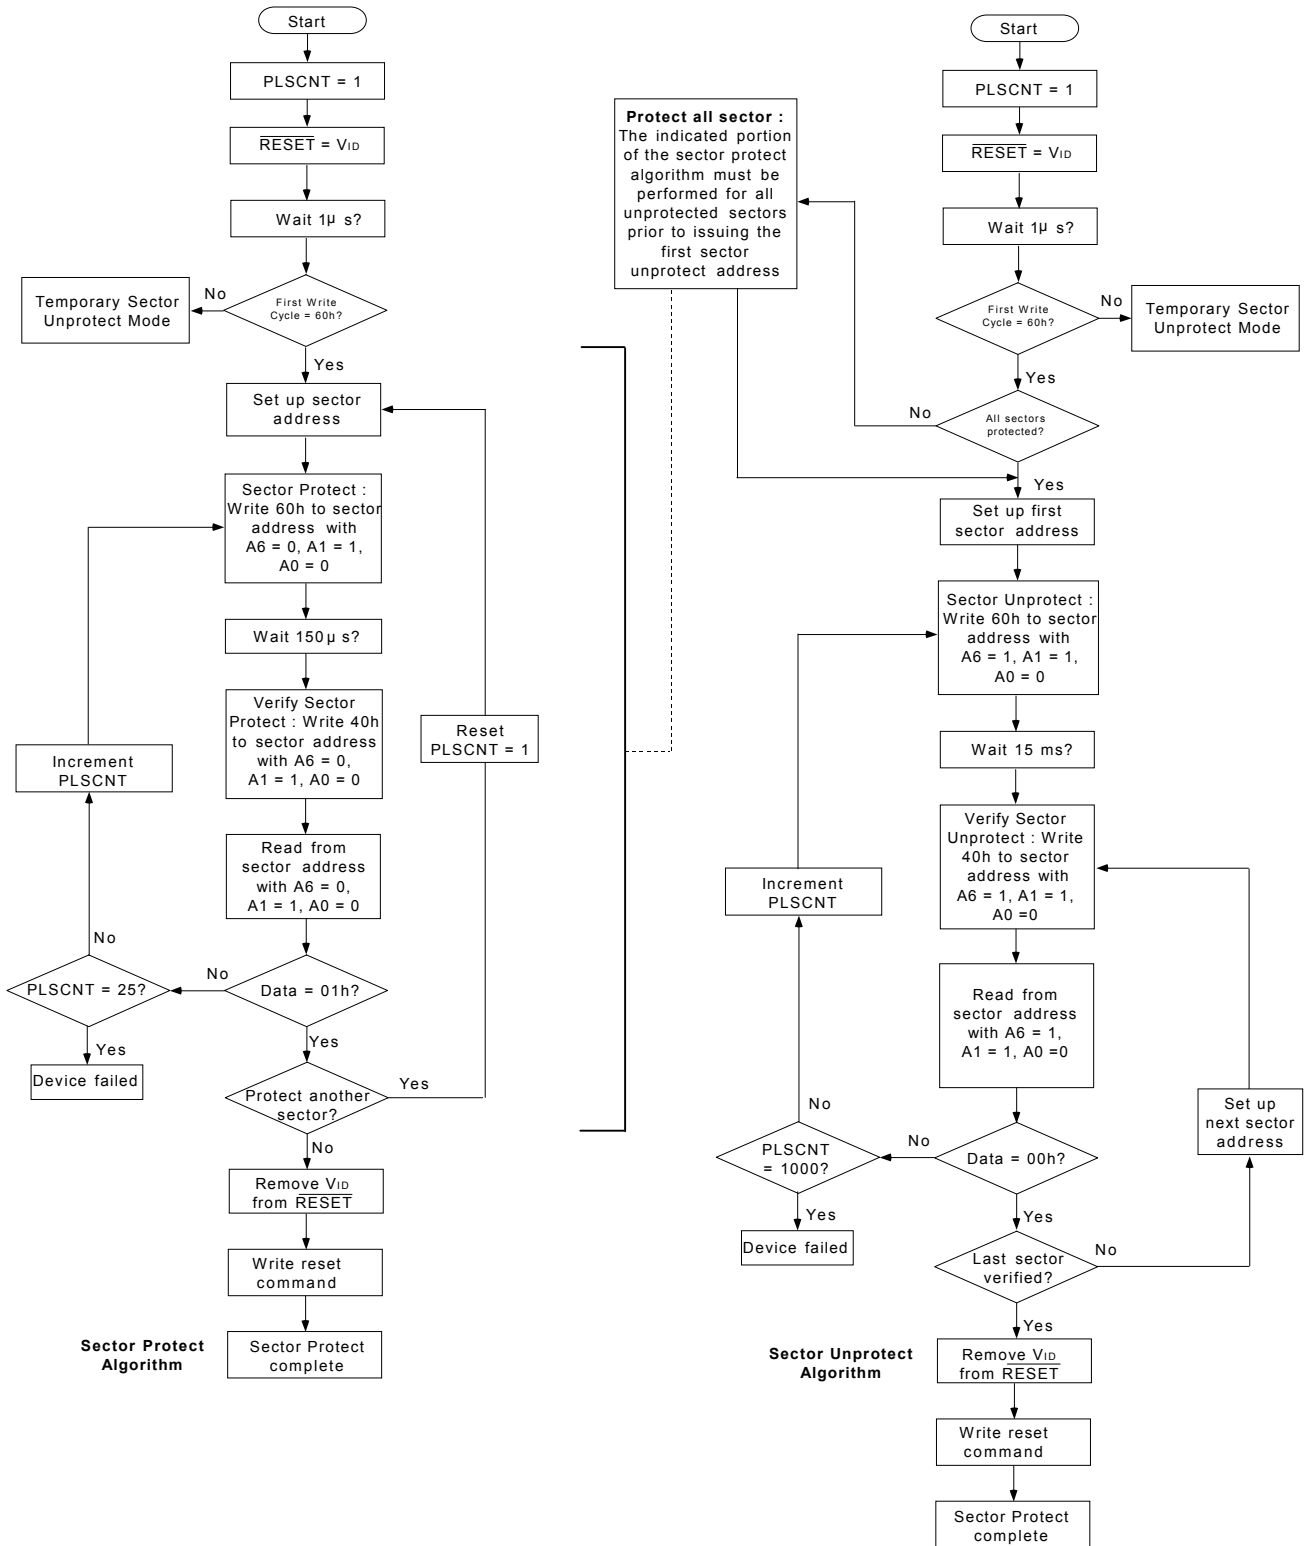 Start
PLSCNT = 1
RESET = VID
Wait 1µ s?
First Write
Cycle = 60h?
No
Temporary Sector
Unprotect Mode
Yes
Set up sector
address
Sector Protect :
Write 60h to sector
address with
A6 = 0, A1 = 1,
A0 = 0
Wait 150µ s?
Verify Sector
Protect : Write 40h
to sector address
with A6 = 0,
A1 = 1, A0 = 0
Reset
PLSCNT = 1
Increment
PLSCNT
Read from
sector address
with A6 = 0,
A1 = 1, A0 = 0
No
PLSCNT = 25?
No
Data = 01h?
Yes
Device failed
Yes
Protect another
sector?
Yes
No
Remove VID
from RESET
Write reset
command
Sector Protect
complete
Sector Protect
Algorithm
Protect all sector :
The indicated portion
of the sector protect
algorithm must be
performed for all
unprotected sectors
prior to issuing the
first sector
unprotect address
Start
PLSCNT = 1
RESET = VID
Wait 1µ s?
First Write
Cycle = 60h?
No
Temporary Sector
Unprotect Mode
Yes
No
All sectors
protected?
Yes
Set up first
sector address
Sector Unprotect :
Write 60h to sector
address with
A6 = 1, A1 = 1,
A0 = 0
Wait 15 ms?
Verify Sector
Unprotect : Write
40h to sector
address with
A6 = 1, A1 = 1,
A0 =0
Increment
PLSCNT
Read from
sector address
with A6 = 1,
A1 = 1, A0 =0
No
PLSCNT
= 1000?
No
Data = 00h?
Set up
next sector
address
Yes
Device failed
Yes
Last sector
verified?
No
Yes
Remove VID
from RESET
Write reset
command
Sector Protect
complete
Sector Unprotect
Algorithm